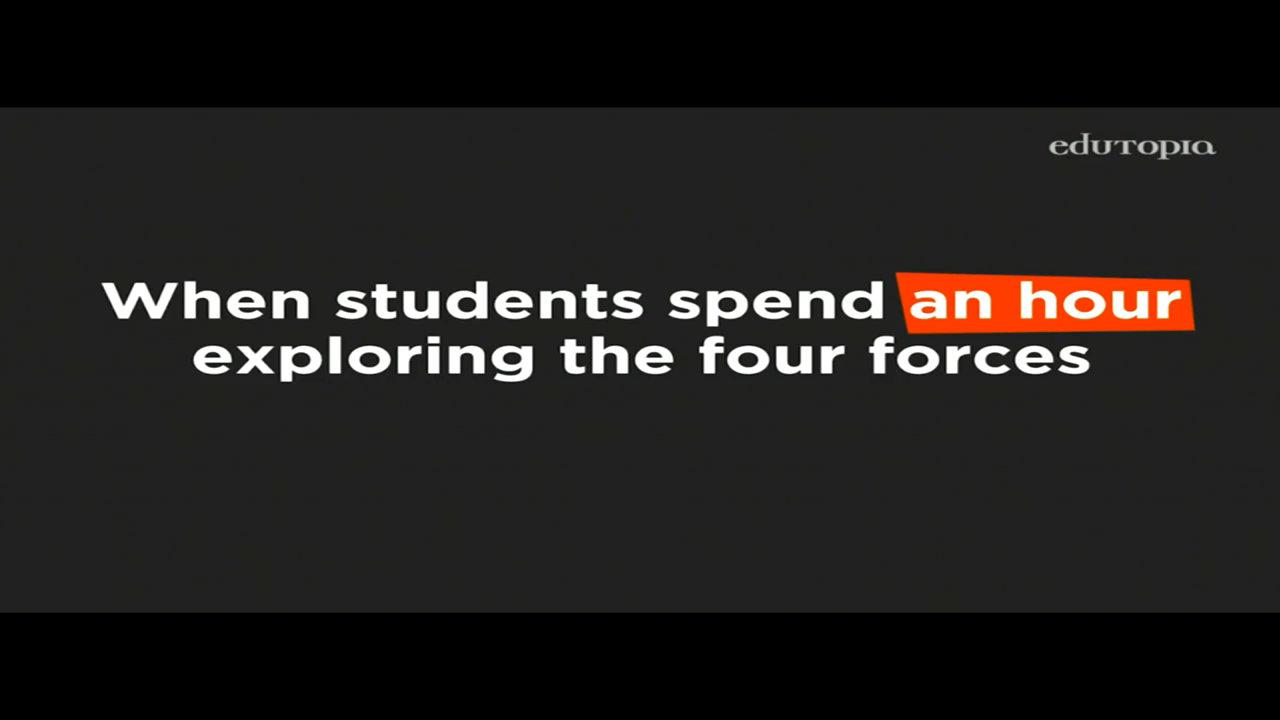 edutopia
When students spend an hour
exploring the four forces